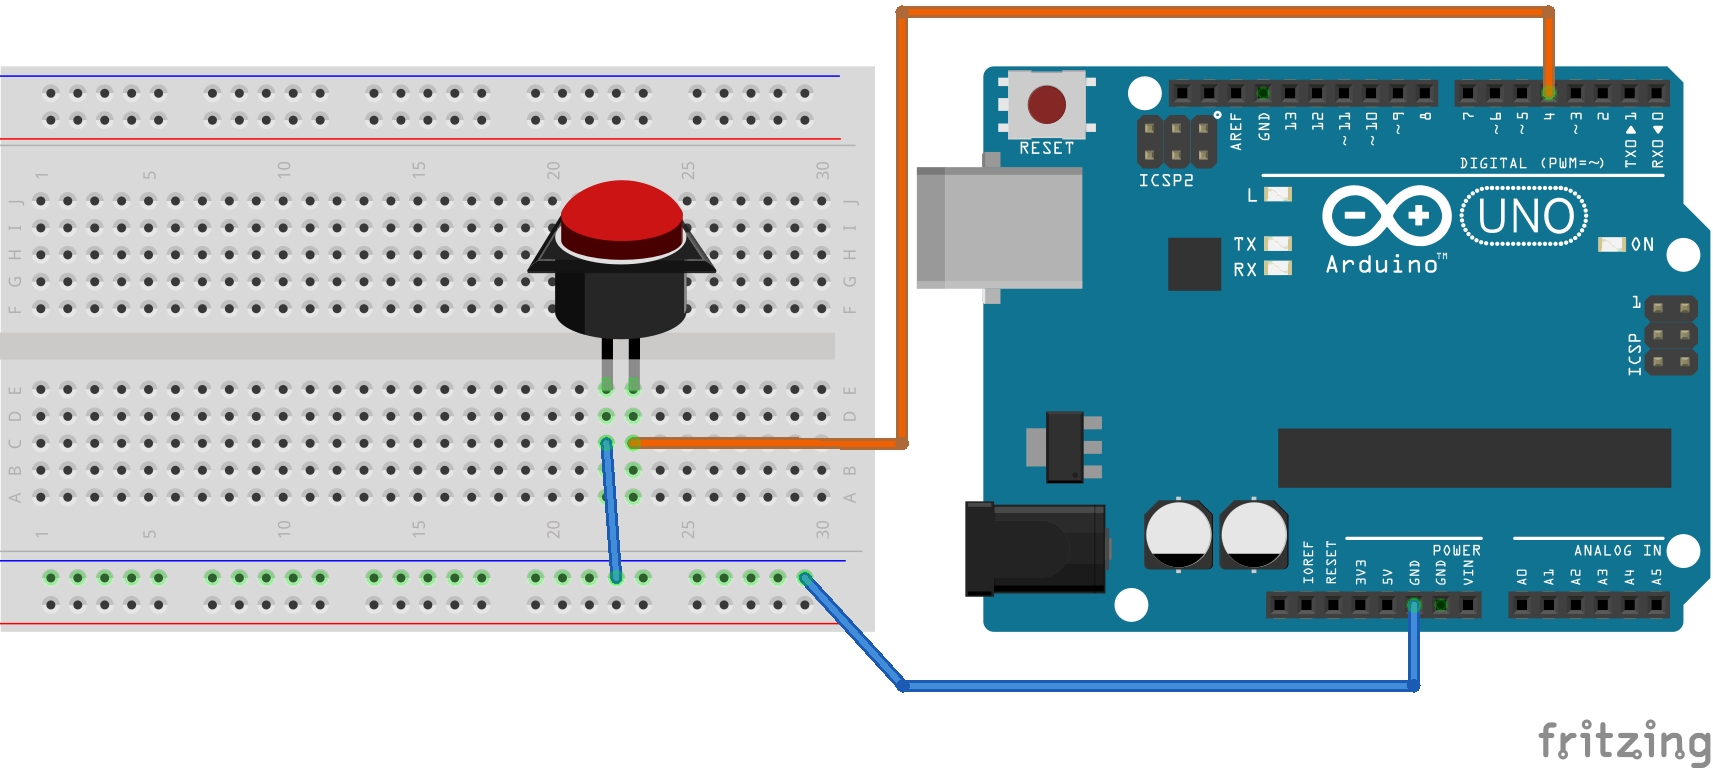 1 5 10 15 20 25 30
J J
I I
H H
G G
F F
E E
D D
C C
B B
A A
1 5 10 15 20 25 30
RESET
ICSP2
AREF
GND
13
12
~11
~10
~9
8
7
~6
~5
4
~3
2
TX0 ▶ 1
RX0 ◀ 0
DIGITAL (PWM=~)
L
TX
RX
UNO
Arduino™
ON
1
ICSP
POWER
ANALOG IN
IOREF
RESET
3V3
5V
GND
GND
VIN
A0
A1
A2
A3
A4
A5
fritzing